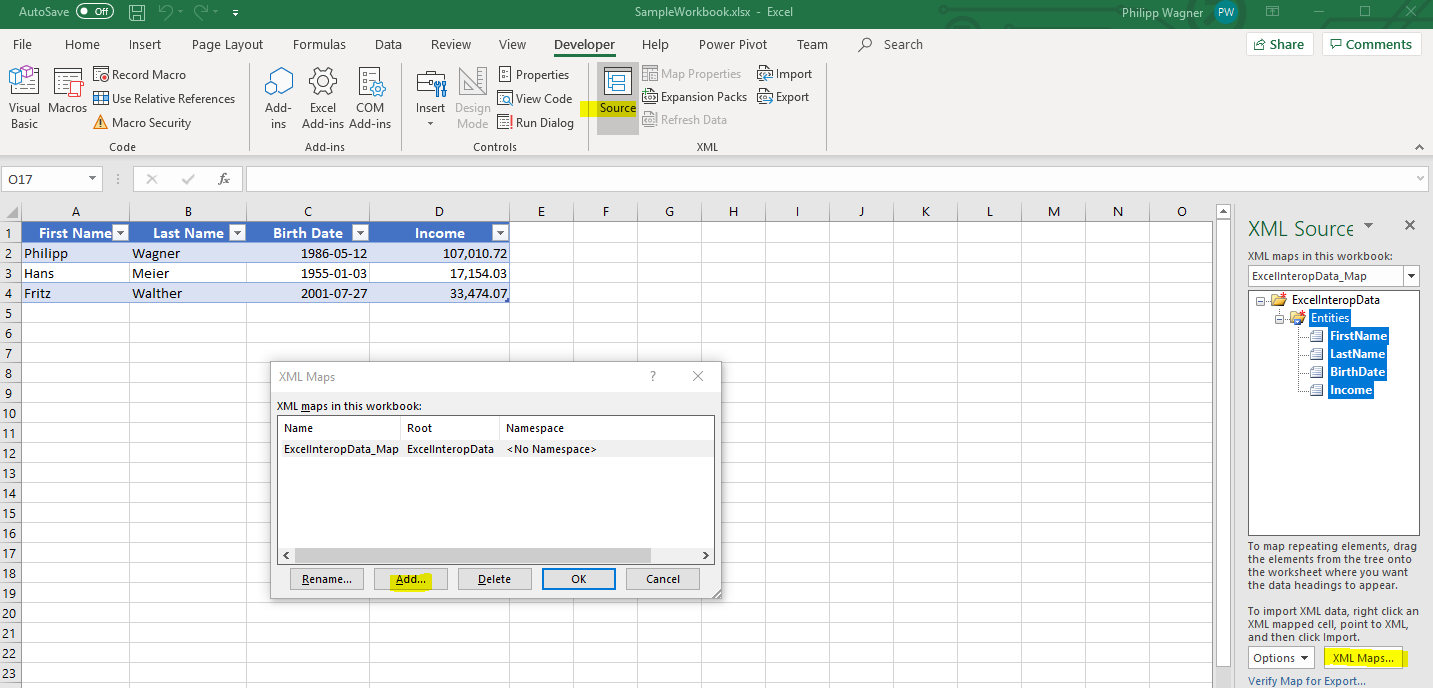 AutoSave Off SampleWorkbook.xlsx - Excel Philipp Wagner PW
File Home Insert Page Layout Formulas Data Review View Developer Help Power Pivot Team Search Share Comments
Visual Basic
Macros
Record Macro
Use Relative References
Macro Security
Code
Add-ins
Excel Add-ins
COM Add-ins
Add-ins
Insert
Design Mode
Properties
View Code
Run Dialog
Controls
Source
Map Properties
Expansion Packs
Refresh Data
Import
Export
XML
O17 fx
A B C D E F G H I J K L M N O
1 First Name Last Name Birth Date Income
2 Philipp Wagner 1986-05-12 107,010.72
3 Hans Meier 1955-01-03 17,154.03
4 Fritz Walther 2001-07-27 33,474.07
5
6
7
8
9
10
11
12
13
14
15
16
17
18
19
20
21
22
23
XML Maps ?
XML maps in this workbook:
Name Root Namespace
ExcelInteropData_Map ExcelInteropData <No Namespace>
Rename... Add... Delete OK Cancel
XML Source
XML maps in this workbook:
ExcelInteropData_Map
ExcelInteropData
Entities
FirstName
LastName
BirthDate
Income
To map repeating elements, drag
the elements from the tree onto
the worksheet where you want
the data headings to appear.
To import XML data, right click an
XML mapped cell, point to XML,
and then click Import.
Options XML Maps...
Verify Map for Export...